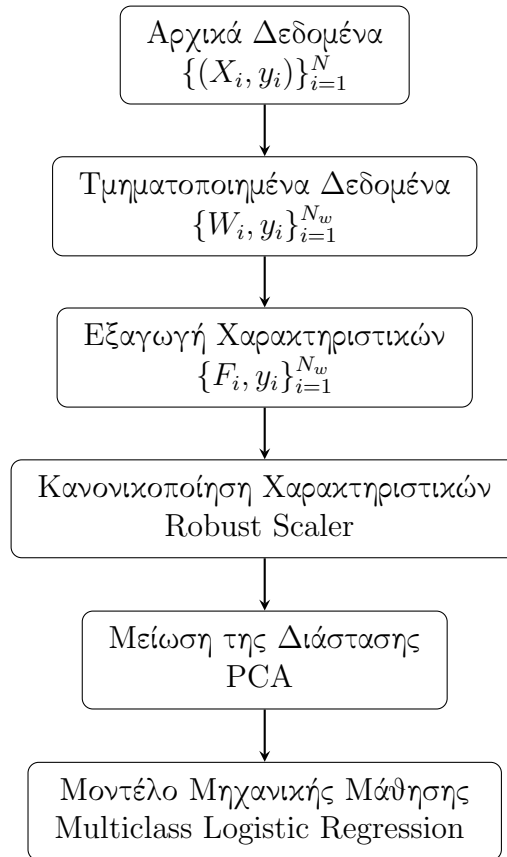 Αρχικά Δεδομένα
$\{(X_i, y_i)\}_{i=1}^{N}$
Τμηματοποιημένα Δεδομένα
$\{W_i, y_i\}_{i=1}^{N_w}$
Εξαγωγή Χαρακτηριστικών
$\{F_i, y_i\}_{i=1}^{N_w}$
Κανονικοποίηση Χαρακτηριστικών
Robust Scaler
Μείωση της Διάστασης
PCA
Μοντέλο Μηχανικής Μάθησης
Multiclass Logistic Regression